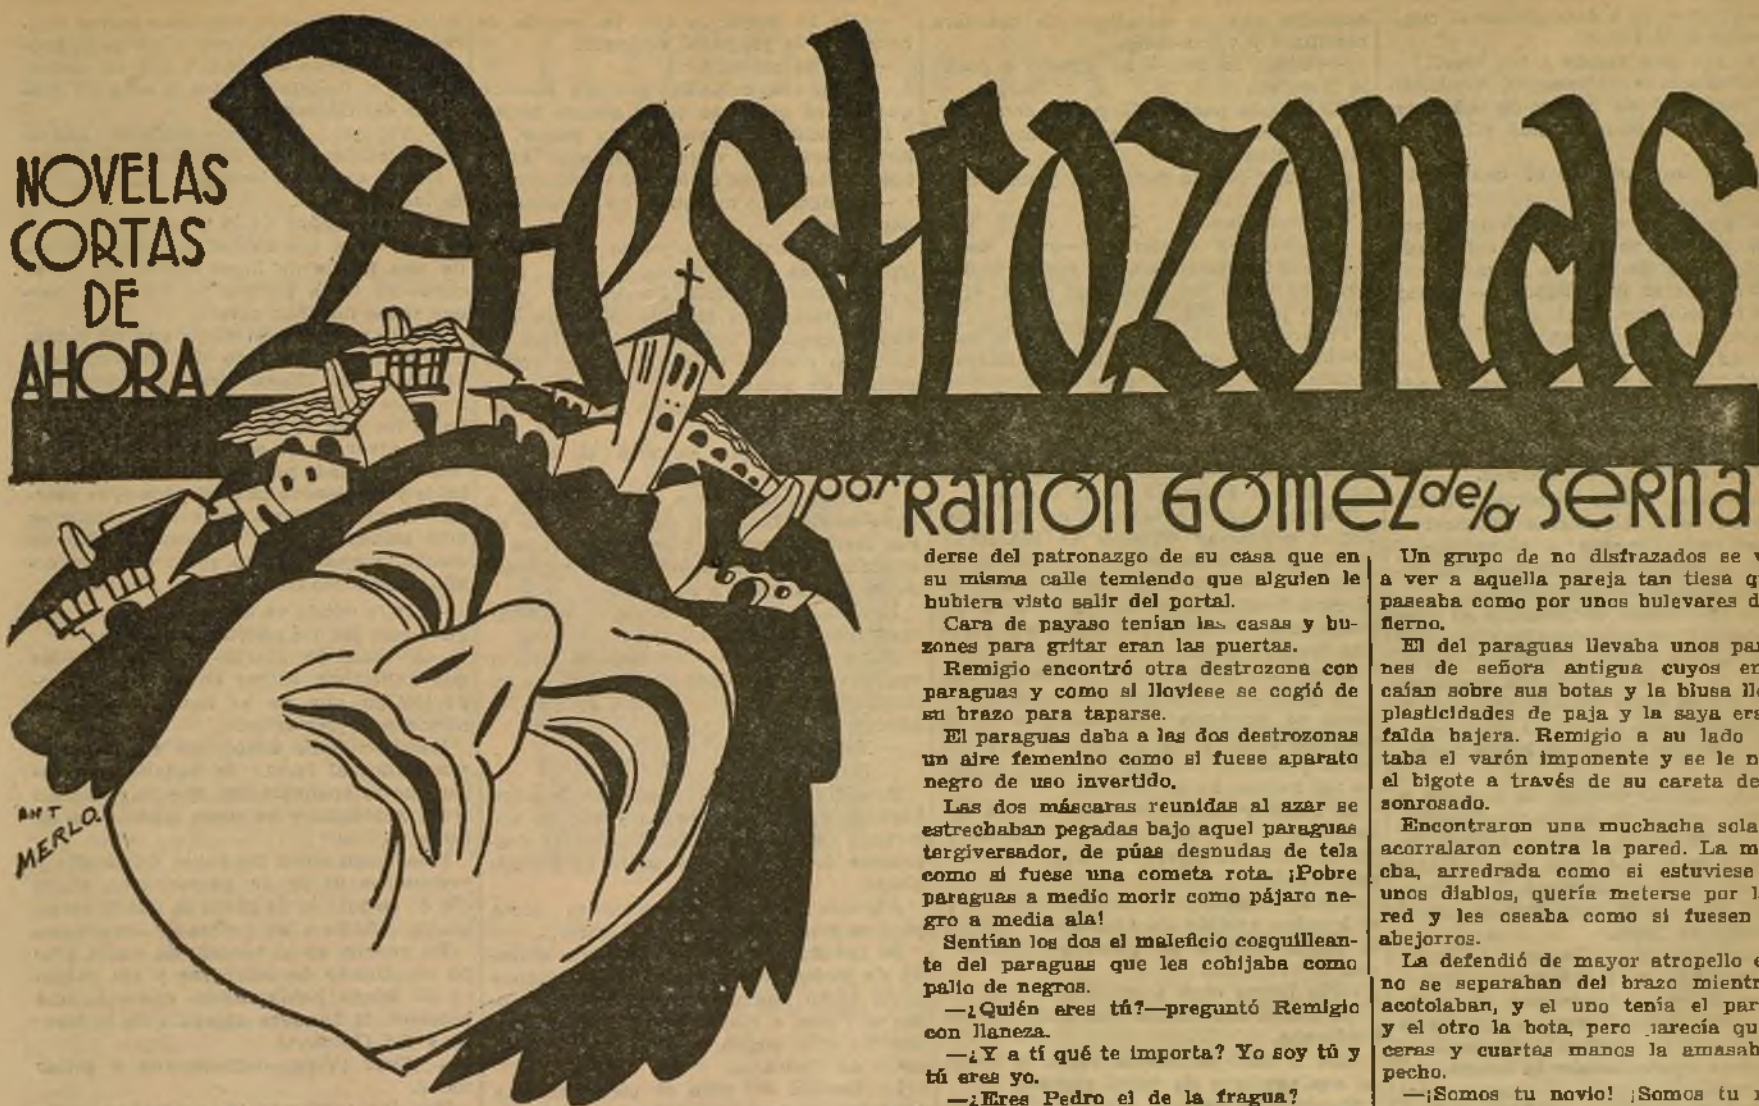 NOVELAS
CORTAS
DE
AHORA
Destrozonas
por RAMÓN GÓMEZ de la SERNA
ANT
MERLO.
derse del patronazgo de su casa que en
su misma calle temiendo que alguien le
hubiera visto salir del portal.
Cara de payaso tenían las casas y bu-
zones para gritar eran las puertas.
Remigio encontró otra destrozona con
paraguas y como si lloviese se cogió de
su brazo para taparse.
El paraguas daba a las dos destrozonas
un aire femenino como si fuese aparato
negro de uso invertido.
Las dos máscaras reunidas al azar se
estrechaban pegadas bajo aquel paraguas
tergiversador, de púas desnudas de tela
como si fuese una cometa rota. ¡Pobre
paraguas a medio morir como pájaro ne-
gro a media ala!
Sentían los dos el maleficio cosquillean-
te del paraguas que les cobijaba como
palio de negros.
—¿Quién eres tú?—preguntó Remigio
con llaneza.
—¿Y a tí qué te importa? Yo soy tú y
tú eres yo.
—¿Eres Pedro el de la fragua?
Un grupo de no disfrazados se
a ver a aquella pareja tan tiesa
paseaba como por unos bulevares
fierno.
El del paraguas llevaba unos
nes de señora antigua cuyos
caían sobre sus botas y la blusa
plasticidades de paja y la saya
falda bajera. Remigio a su lado
taba el varón imponente y se le
el bigote a través de su careta de
sonrosado.
Encontraron una muchacha
acorralaron contra la pared. La
cha, arredrada como si estuviese
unos diablos, quería meterse por
red y les oseaba como si fuesen
abejorros.
La defendió de mayor atropello
no se separaban del brazo
acotolaban, y el uno tenía el
y el otro la bota, pero parecía
ceras y cuartas manos la
pecho.
—¡Somos tu novio! ¡Somos tu